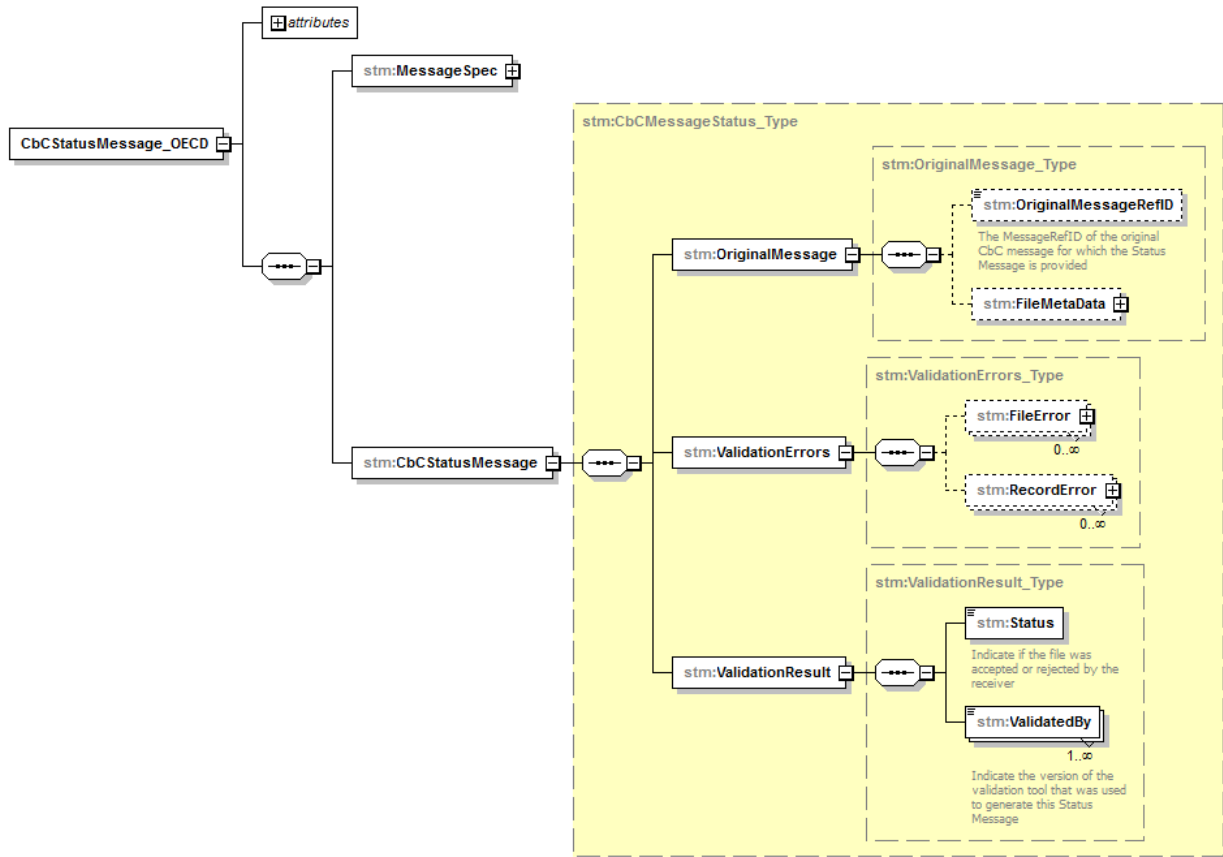 attributes
stm:MessageSpec
CbCStatusMessage_OECD
stm:CbCMessageStatus_Type
stm:OriginalMessage_Type
stm:OriginalMessageRefID
The MessageRefID of the original
CbC message for which the Status
Message is provided
stm:OriginalMessage
stm:FileMetaData
stm:ValidationErrors_Type
stm:FileError
0..∞
stm:ValidationErrors
stm:CbCStatusMessage
stm:RecordError
0..∞
stm:ValidationResult_Type
stm:Status
Indicate if the file was
accepted or rejected by the
receiver
stm:ValidationResult
stm:ValidatedBy
1..∞
Indicate the version of the
validation tool that was used
to generate this Status
Message